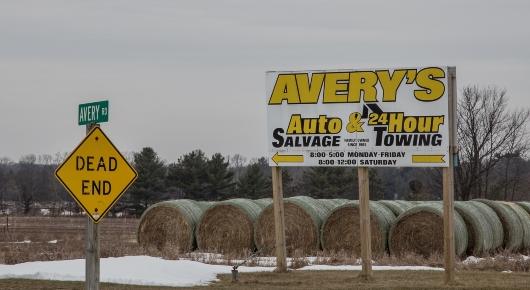 AVERY RD
DEAD
END
AVERY'S
Auto & 24 Hour
SALVAGE TOWING
8:00-5:00 MONDAY-FRIDAY
8:00-12:00 SATURDAY